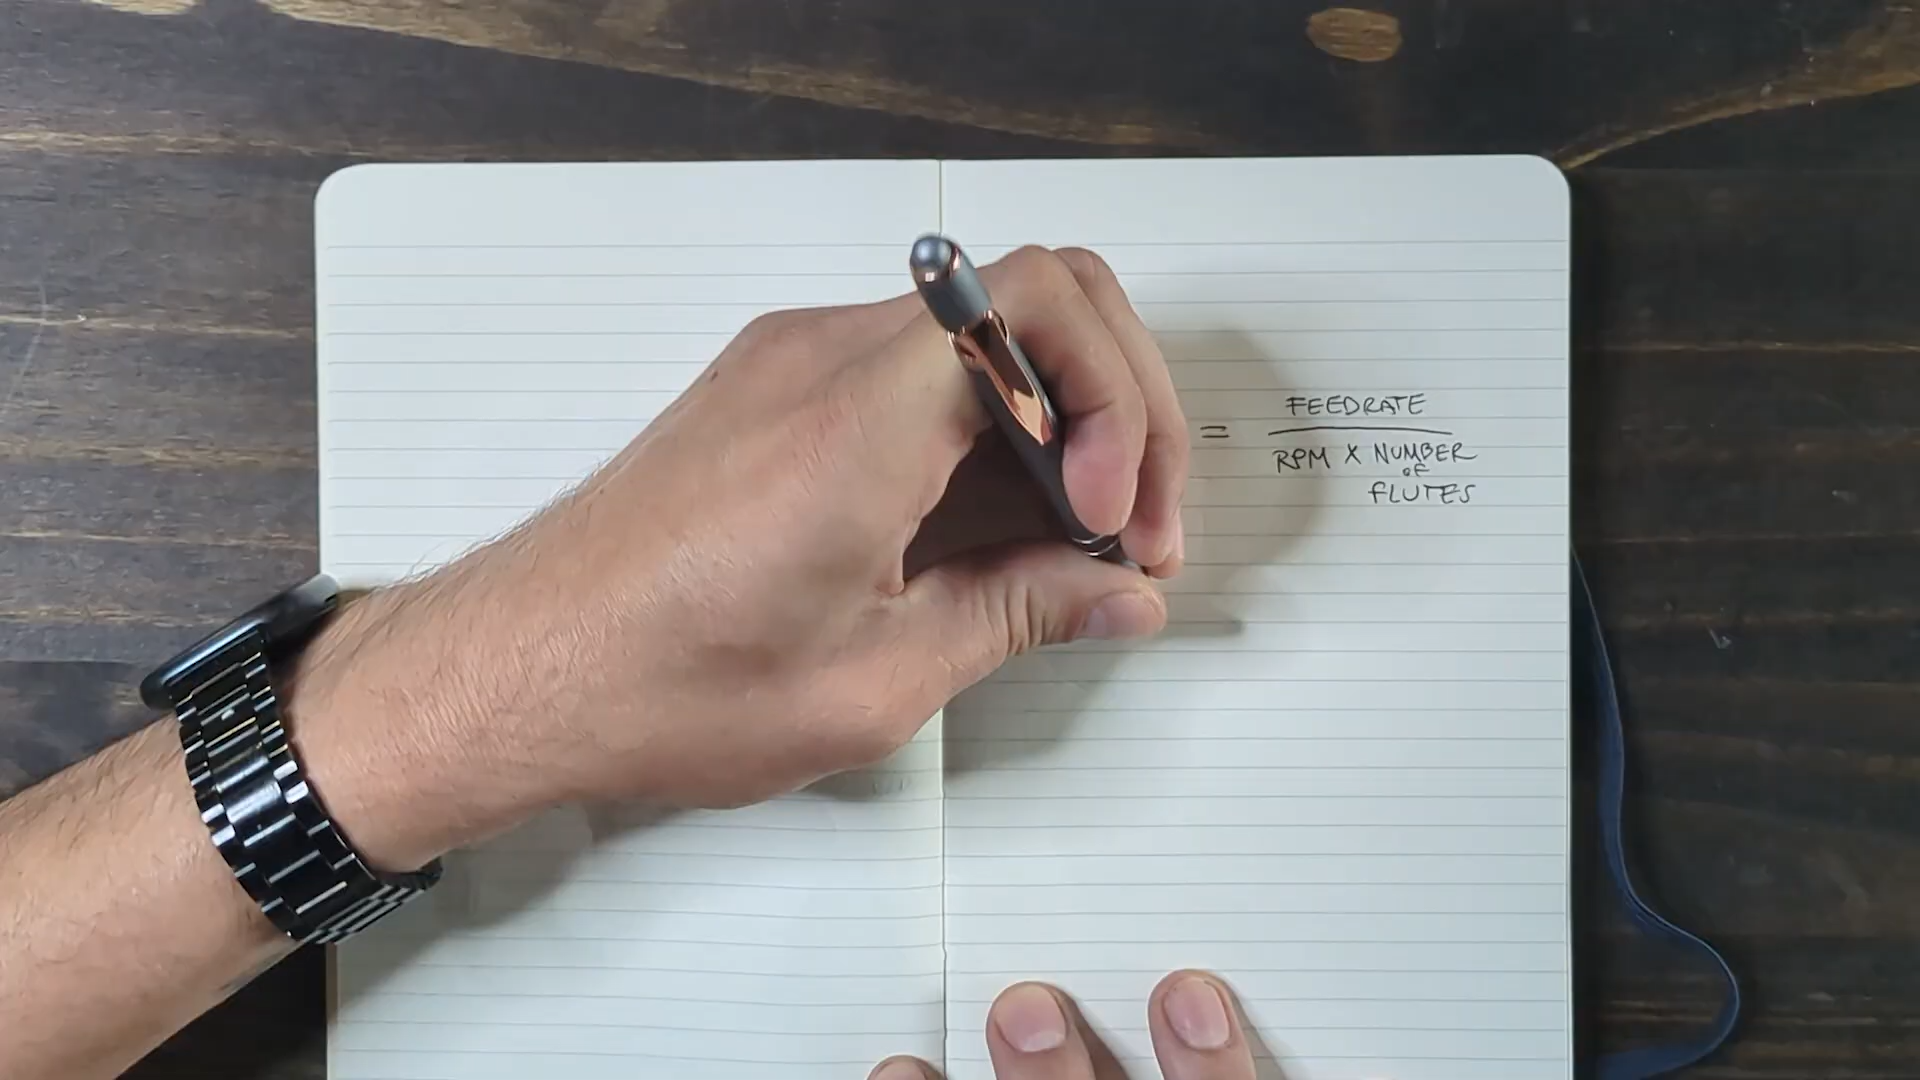 = FEEDRATE
RPM X NUMBER
OF
FLUTES